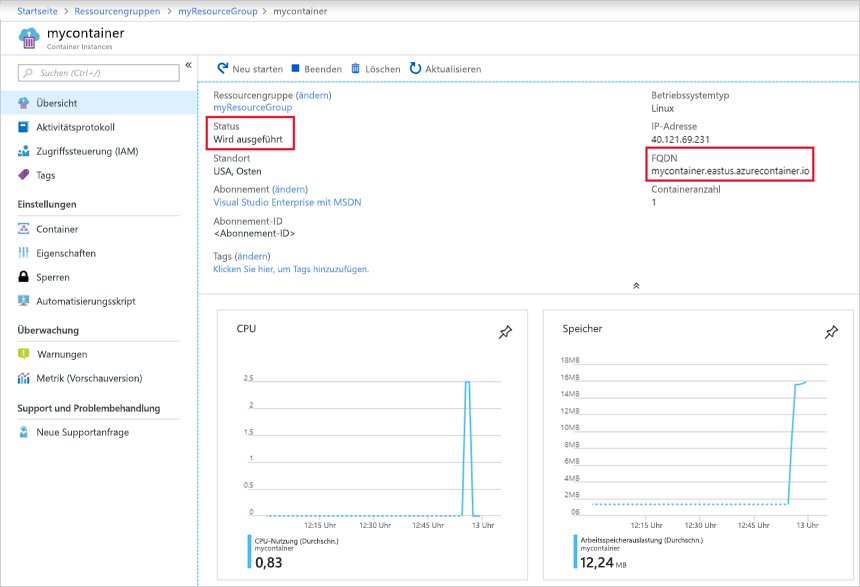 Startseite > Ressourcengruppen > myResourceGroup > mycontainer
mycontainer
Container Instances
Suchen (Ctrl+/)
«
Übersicht
Aktivitätsprotokoll
Zugriffssteuerung (IAM)
Tags
Einstellungen
Container
Eigenschaften
Sperren
Automatisierungsskript
Überwachung
Warnungen
Metrik (Vorschauversion)
Support und Problembehandlung
Neue Supportanfrage
Neu starten Beenden Löschen Aktualisieren
Ressourcengruppe (ändern)
myResourceGroup
Status
Wird ausgeführt
Standort
USA, Osten
Abonnement (ändern)
Visual Studio Enterprise mit MSDN
Abonnement-ID
<Abonnement-ID>
Tags (ändern)
Klicken Sie hier, um Tags hinzuzufügen.
Betriebssystemtyp
Linux
IP-Adresse
40.121.69.231
FQDN
mycontainer.eastus.azurecontainer.io
Containeranzahl
1
CPU
2,5
2
1,5
1
0,5
0
12:15 Uhr 12:30 Uhr 12:45 Uhr 13 Uhr
CPU-Nutzung (Durchschn.)
mycontainer
0,83
Speicher
18MB
16MB
14MB
12MB
10MB
8MB
6MB
4MB
2MB
0B
12:15 Uhr 12:30 Uhr 12:45 Uhr 13 Uhr
Arbeitsspeicherauslastung (Durchschn.)
mycontainer
12,24 MB